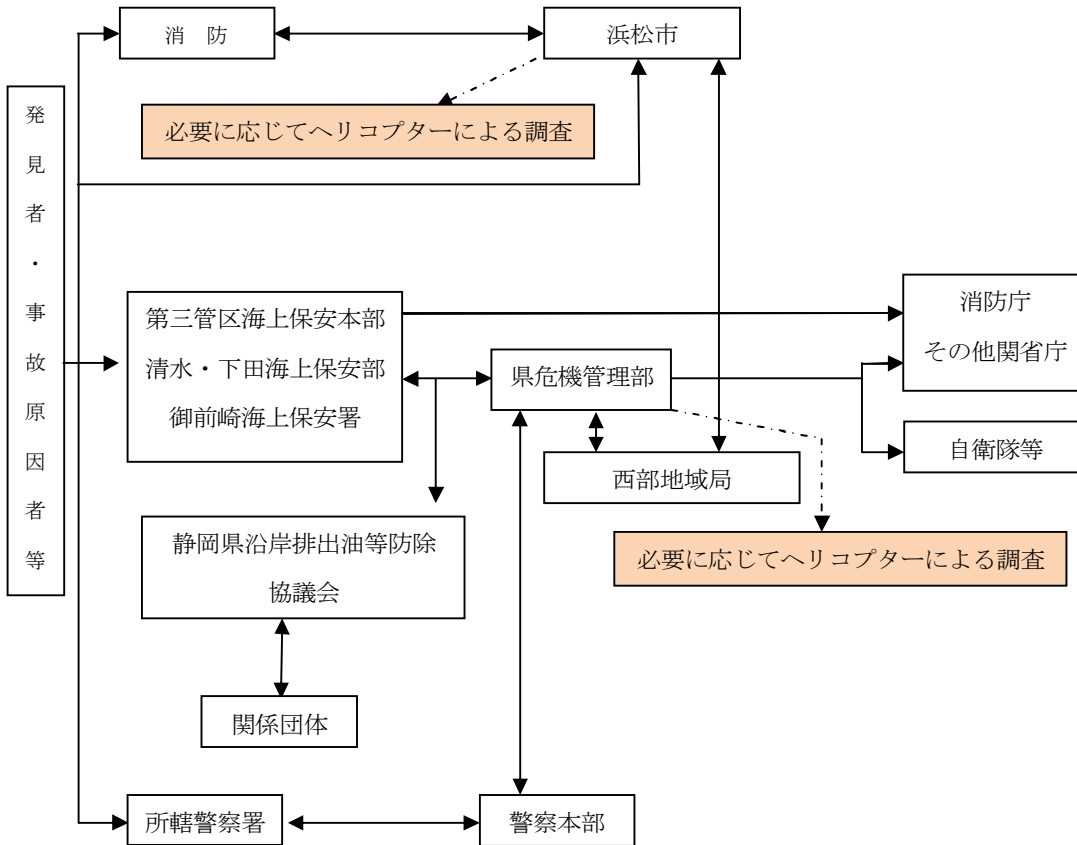 消　防
浜松市
必要に応じてヘリコプターによる調査
発見者・事故原因者等
第三管区海上保安本部
清水・下田海上保安部
御前崎海上保安署
消防庁
その他関省庁
県危機管理部
自衛隊等
西部地域局
静岡県沿岸排出油等防除
協議会
必要に応じてヘリコプターによる調査
関係団体
所轄警察署
警察本部